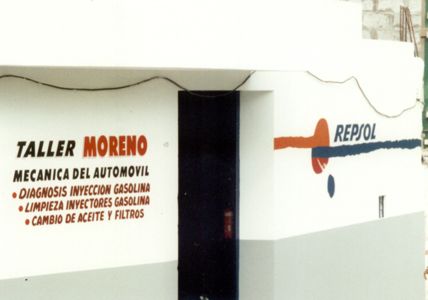 TALLER MORENO
MECANICA DEL AUTOMOVIL
• DIAGNOSIS INYECCION GASOLINA
• LIMPIEZA INYECTORES GASOLINA
• CAMBIO DE ACEITE Y FILTROS
REPSOL